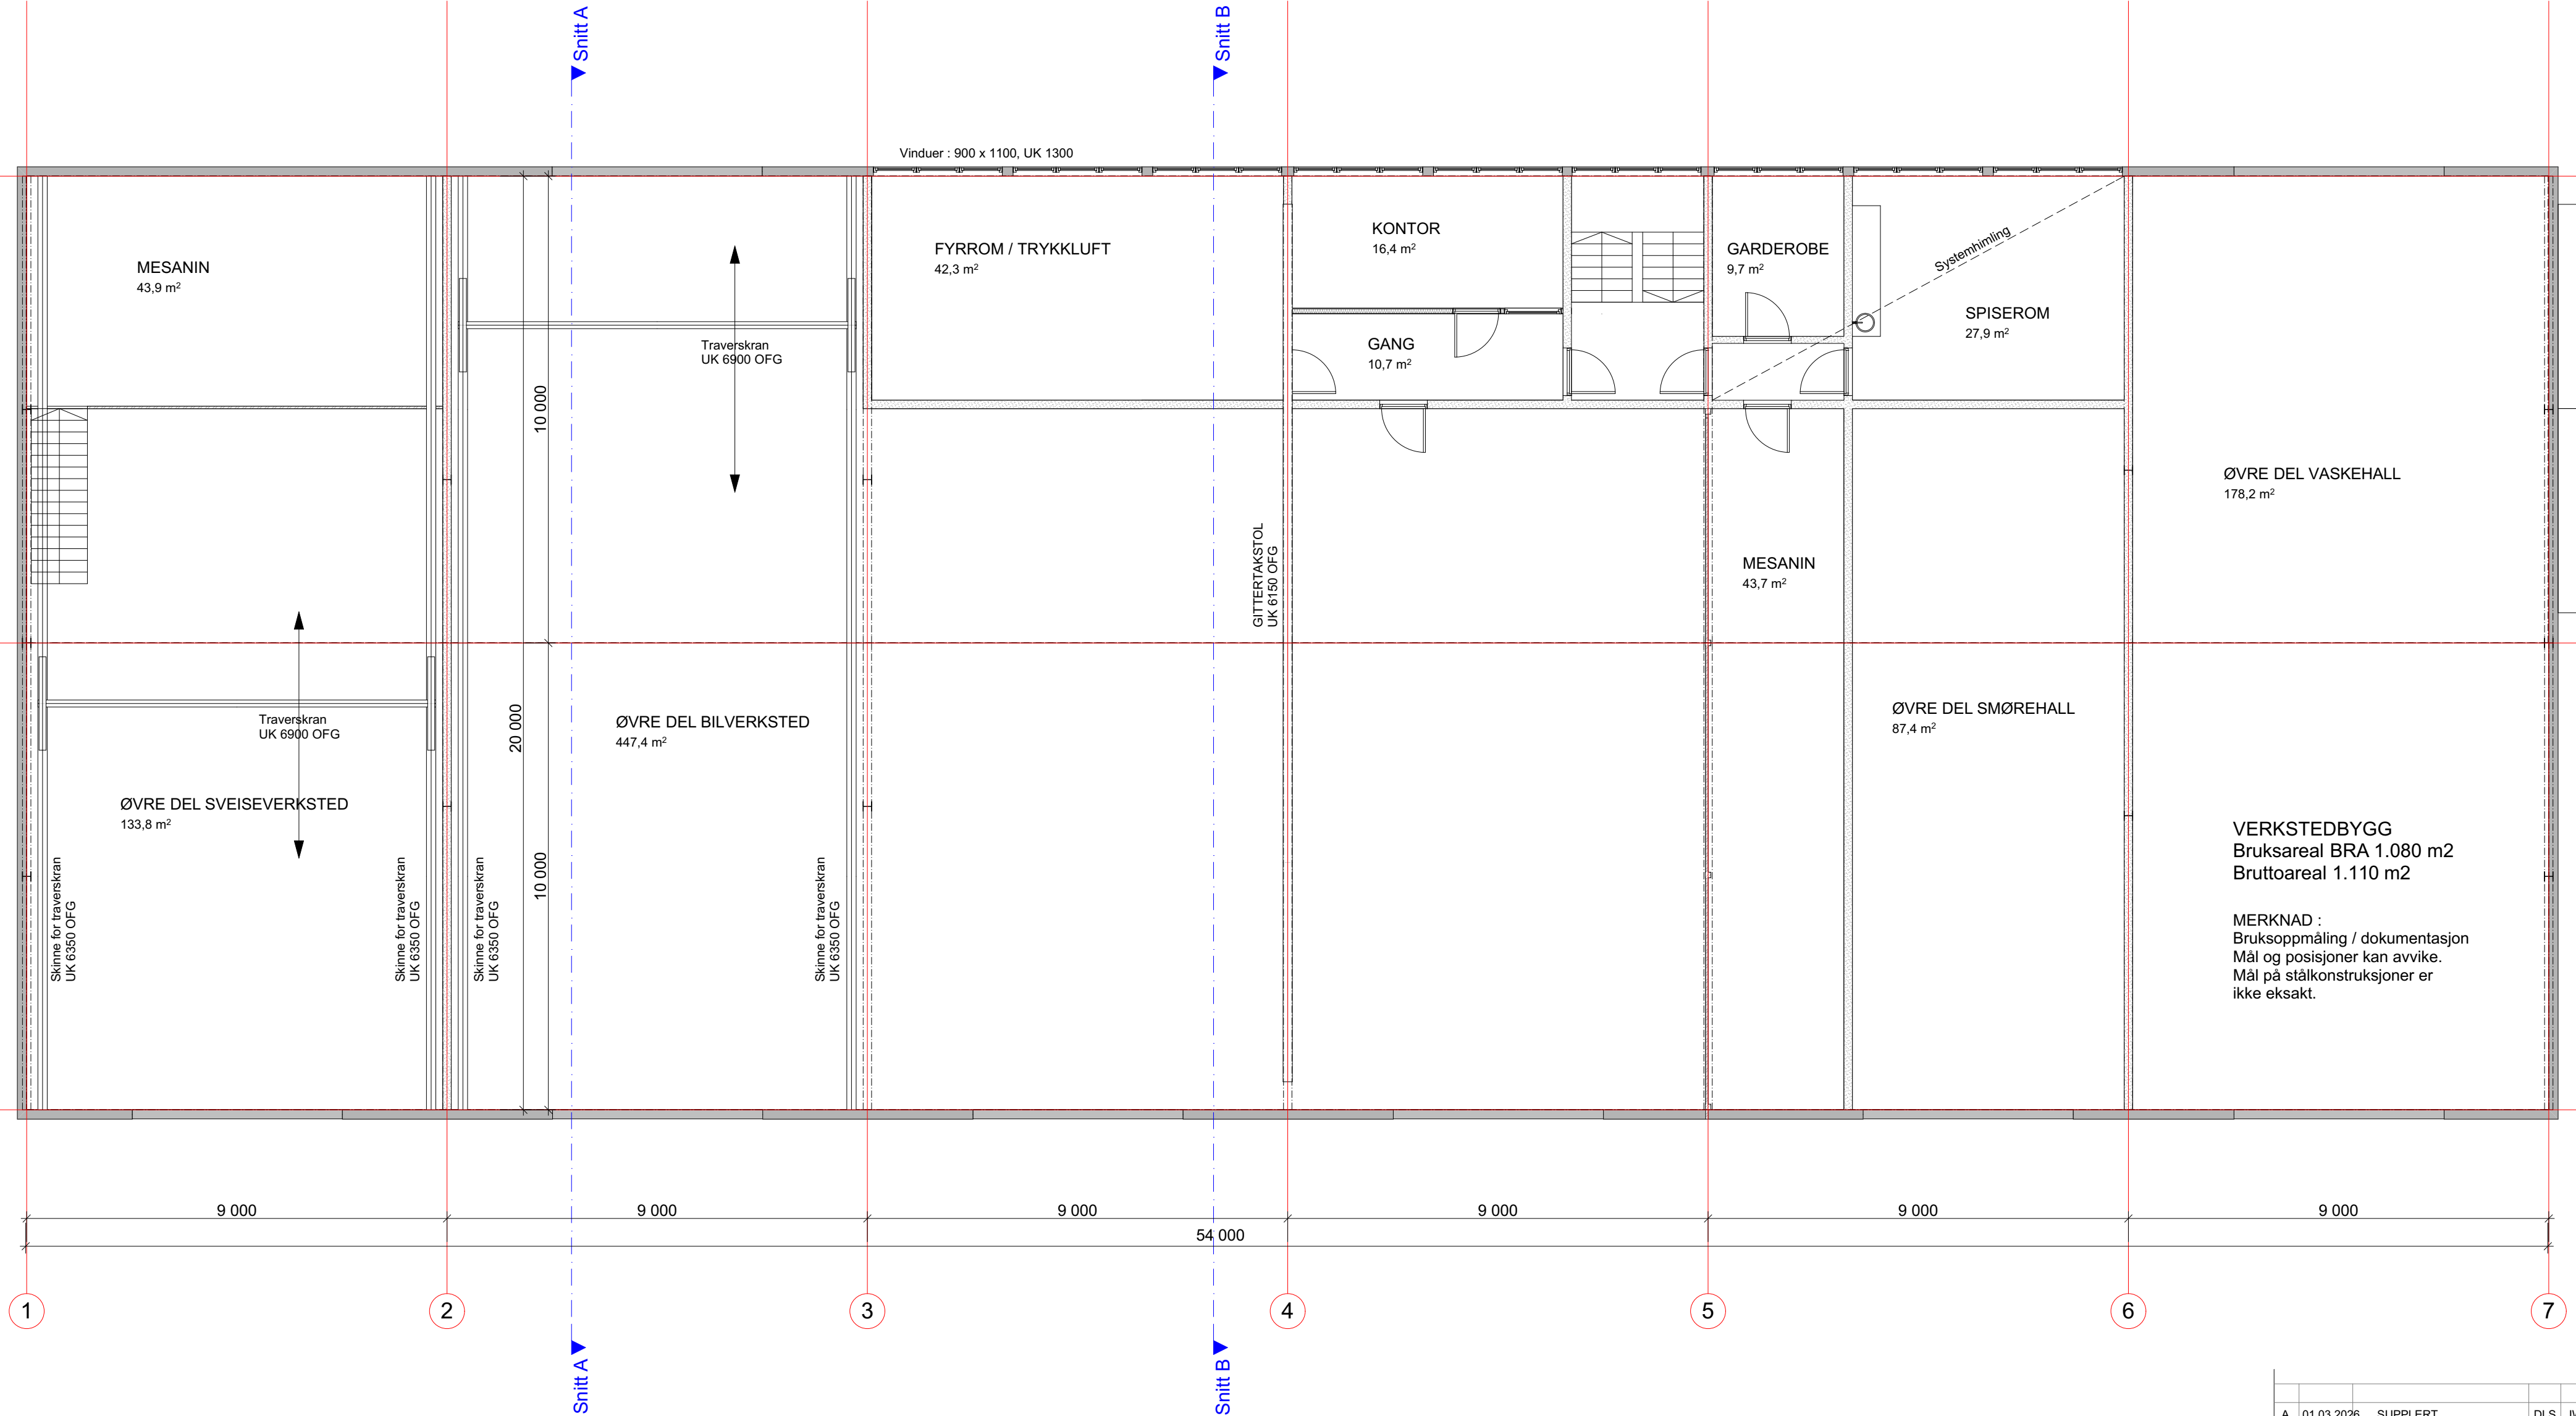 Snitt A
Snitt B
Vinduer : 900 x 1100, UK 1300
MESANIN
43,9 m²
Traverskran
UK 6900 OFG
10 000
FYRROM / TRYKKLUFT
42,3 m²
KONTOR
16,4 m²
GANG
10,7 m²
GARDEROBE
9,7 m²
Systemhimling
SPISEROM
27,9 m²
ØVRE DEL VASKEHALL
178,2 m²
GITTERTAKSTOL
UK 6150 OFG
MESANIN
43,7 m²
Traverskran
UK 6900 OFG
20 000
ØVRE DEL BILVERKSTED
447,4 m²
ØVRE DEL SMØREHALL
87,4 m²
ØVRE DEL SVEISEVERKSTED
133,8 m²
10 000
Skinne for traverskran
UK 6350 OFG
Skinne for traverskran
UK 6350 OFG
Skinne for traverskran
UK 6350 OFG
Skinne for traverskran
UK 6350 OFG
VERKSTEDBYGG
Bruksareal BRA 1.080 m2
Bruttoareal 1.110 m2
MERKNAD :
Bruksoppmåling / dokumentasjon
Mål og posisjoner kan avvike.
Mål på stålkonstruksjoner er
ikke eksakt.
9 000
9 000
9 000
9 000
9 000
9 000
54 000
1
2
3
4
5
6
7
Snitt A
Snitt B
A 01.03.2026 SUPPLERT DLS